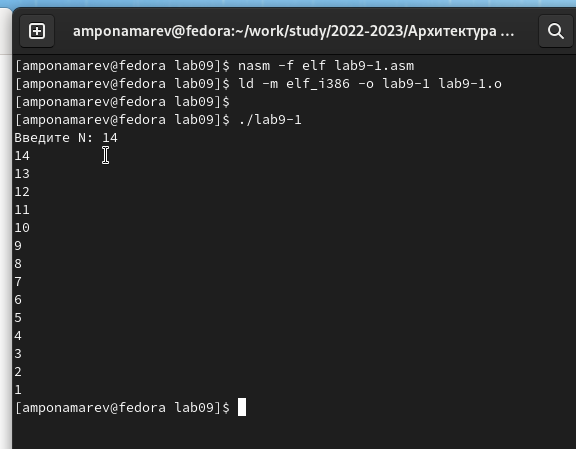 amponamarev@fedora:~/work/study/2022-2023/Архитектура ...
[amponamarev@fedora lab09]$ nasm -f elf lab9-1.asm
[amponamarev@fedora lab09]$ ld -m elf_i386 -o lab9-1 lab9-1.o
[amponamarev@fedora lab09]$
[amponamarev@fedora lab09]$ ./lab9-1
Введите N: 14
14
13
12
11
10
9
8
7
6
5
4
3
2
1
[amponamarev@fedora lab09]$